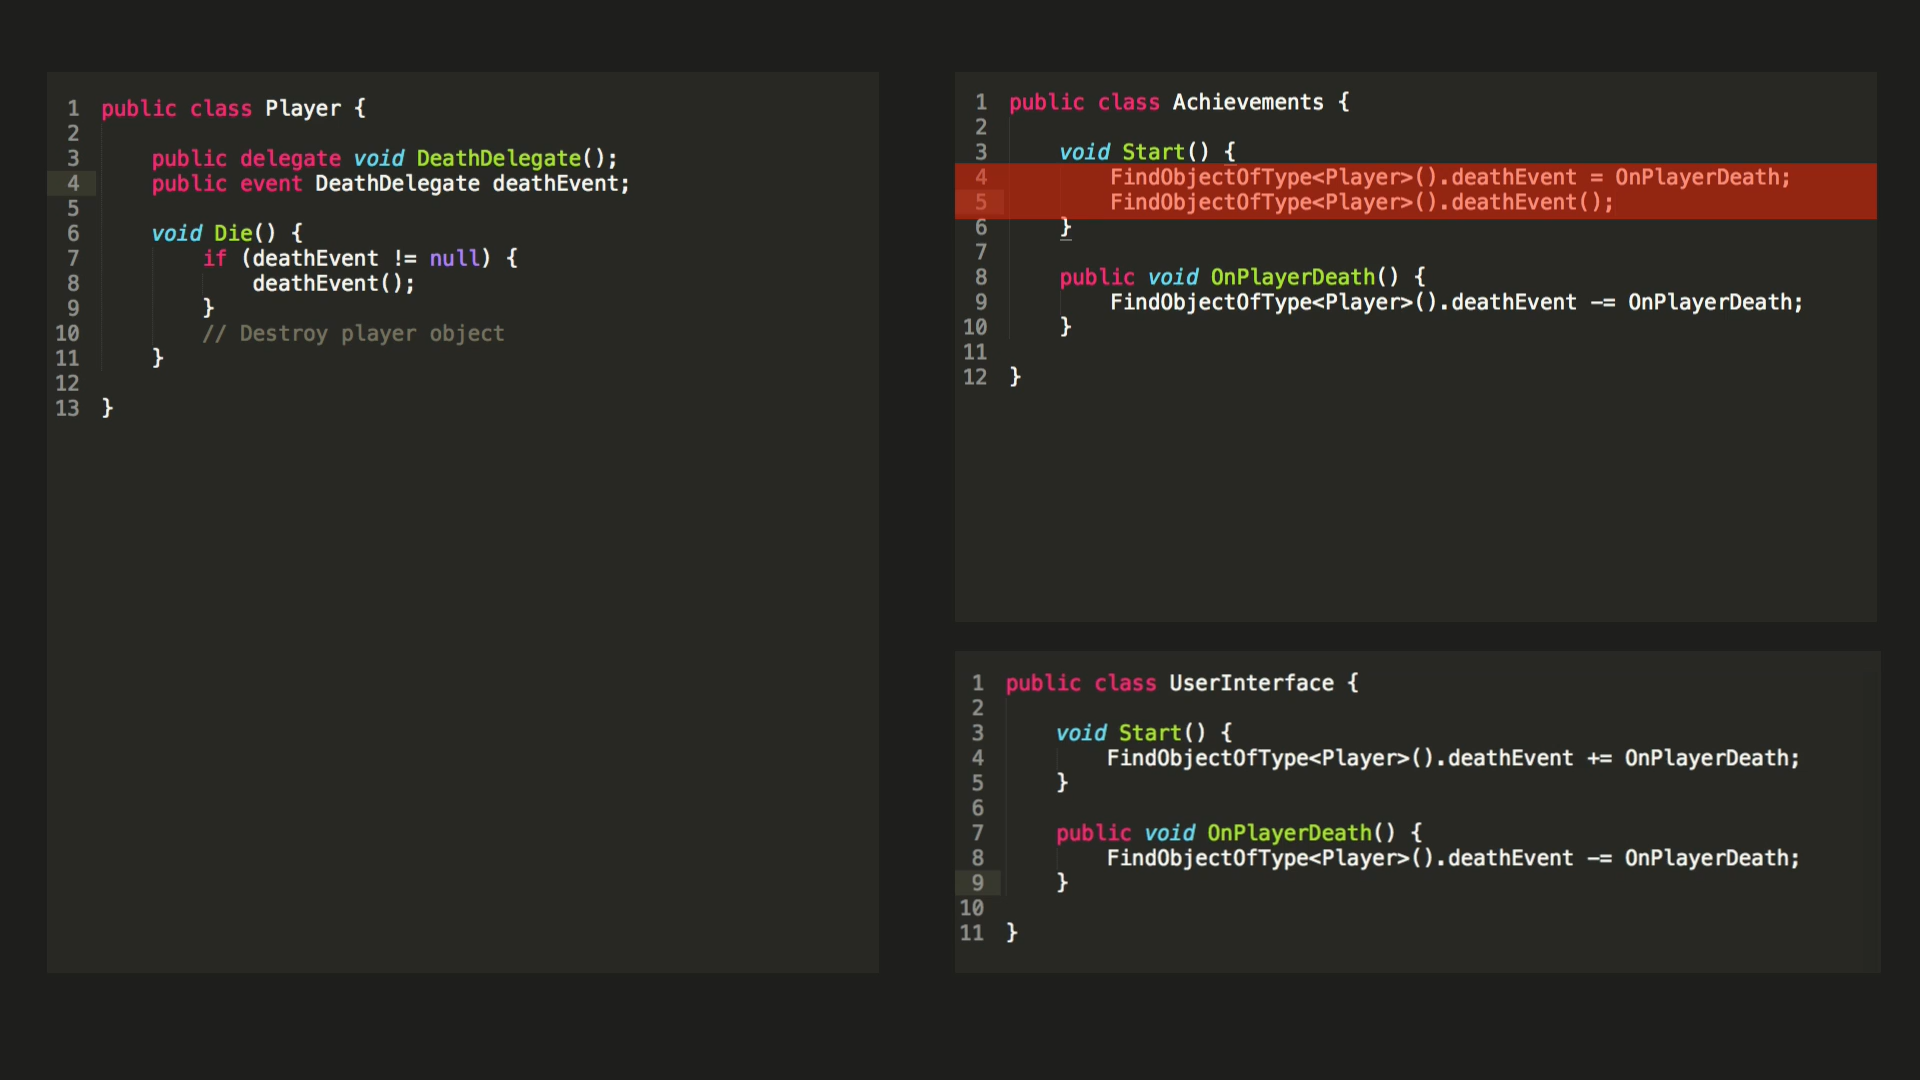 1 public class Player {
2
3 public delegate void DeathDelegate();
4 public event DeathDelegate deathEvent;
5
6 void Die() {
7 if (deathEvent != null) {
8 deathEvent();
9 }
10 // Destroy player object
11 }
12
13 }
1 public class Achievements {
2
3 void Start() {
4 FindObjectOfType<Player>().deathEvent = OnPlayerDeath;
5 FindObjectOfType<Player>().deathEvent();
6 }
7
8 public void OnPlayerDeath() {
9 FindObjectOfType<Player>().deathEvent -= OnPlayerDeath;
10 }
11
12 }
1 public class UserInterface {
2
3 void Start() {
4 FindObjectOfType<Player>().deathEvent += OnPlayerDeath;
5 }
6
7 public void OnPlayerDeath() {
8 FindObjectOfType<Player>().deathEvent -= OnPlayerDeath;
9 }
10
11 }